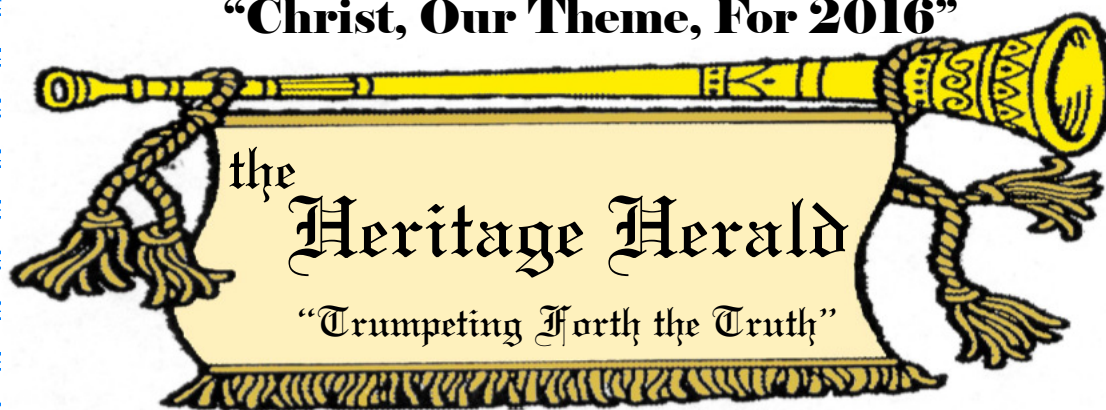 “Christ, Our Theme, For 2016”
the
Heritage Herald
“Trumpeting Forth the Truth”